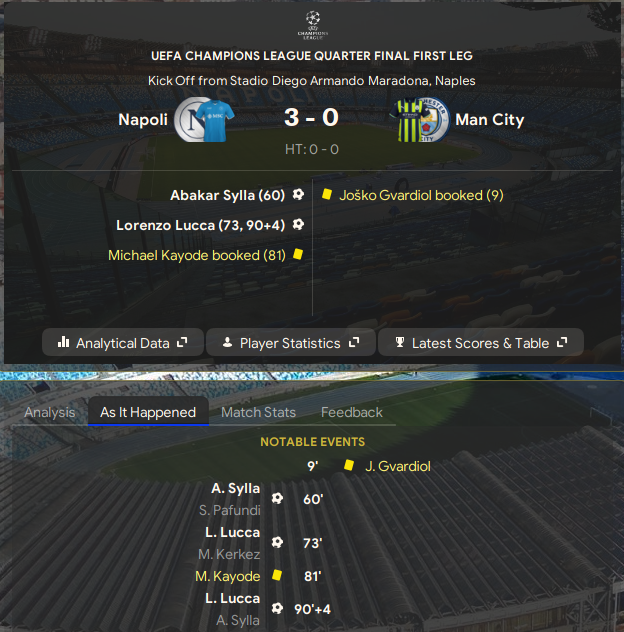 CHAMPIONS
LEAGUE
UEFA CHAMPIONS LEAGUE QUARTER FINAL FIRST LEG
Kick Off from Stadio Diego Armando Maradona, Naples
Napoli 3 - 0 Man City
HT: 0 - 0
Abakar Sylla (60) Joško Gvardiol booked (9)
Lorenzo Lucca (73, 90+4)
Michael Kayode booked (81)
Analytical Data Player Statistics Latest Scores & Table
Analysis As It Happened Match Stats Feedback
NOTABLE EVENTS
9' J. Gvardiol
A. Sylla
60'
S. Pafundi
L. Lucca
73'
M. Kerkez
M. Kayode 81'
L. Lucca
90'+4
A. Sylla